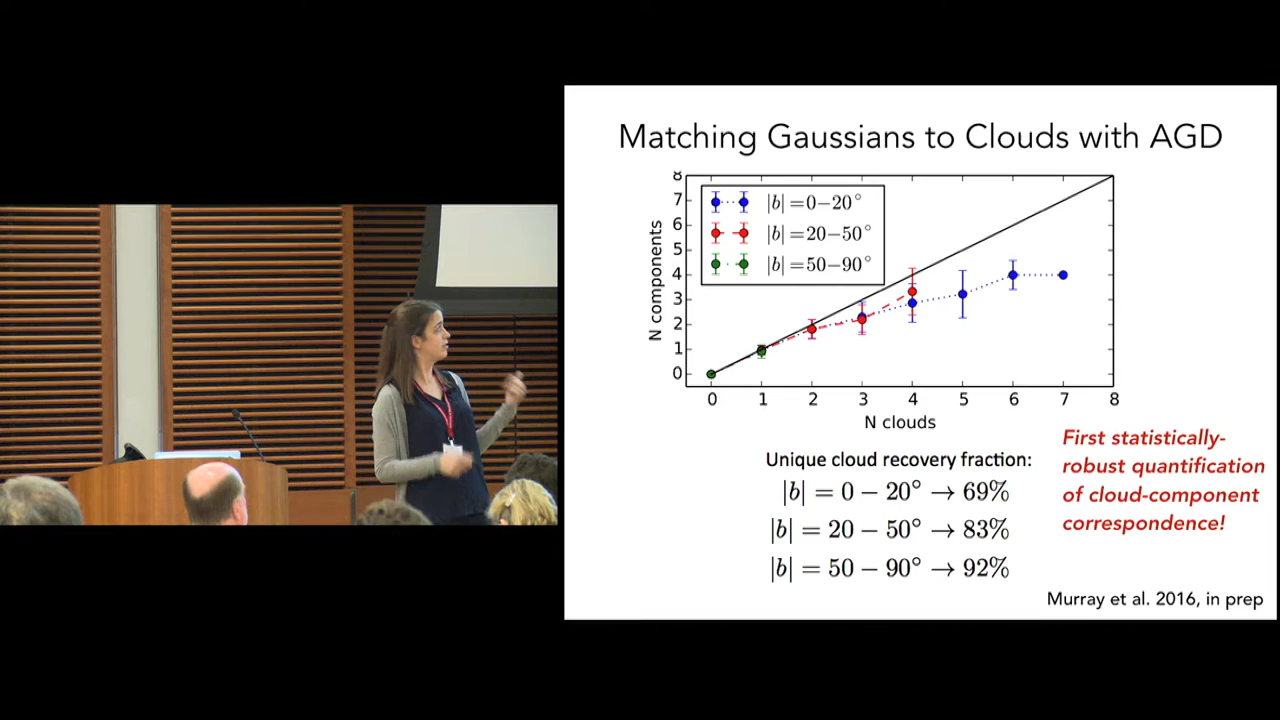 Matching Gaussians to Clouds with AGD
8
7
6
5
4
3
2
1
0
N components
|b| = 0−20°
|b| = 20−50°
|b| = 50−90°
0 1 2 3 4 5 6 7 8
N clouds
Unique cloud recovery fraction:
|b| = 0 − 20° → 69%
|b| = 20 − 50° → 83%
|b| = 50 − 90° → 92%
First statistically-
robust quantification
of cloud-component
correspondence!
Murray et al. 2016, in prep